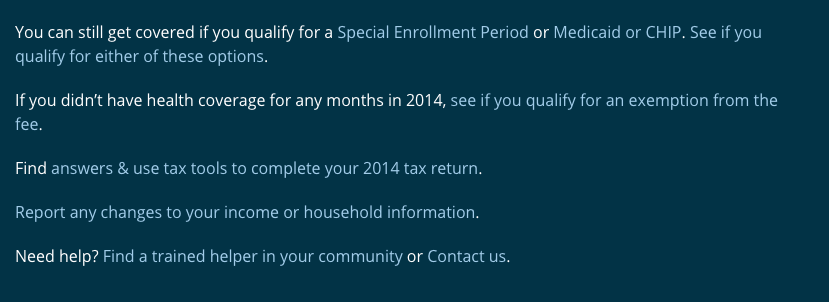 You can still get covered if you qualify for a Special Enrollment Period or Medicaid or CHIP. See if you
qualify for either of these options.
If you didn’t have health coverage for any months in 2014, see if you qualify for an exemption from the
fee.
Find answers & use tax tools to complete your 2014 tax return.
Report any changes to your income or household information.
Need help? Find a trained helper in your community or Contact us.